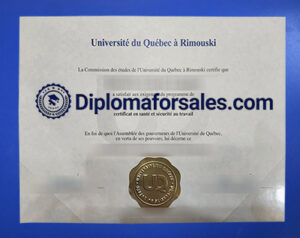 Université du Québec à Rimouski
La Commission des études de l'Université du Québec à Rimouski certifie que
Diplomaforsales.com
a satisfait aux exigences du programme de
certificat en santé et sécurité au travail
En foi de quoi l'Assemblée des gouverneurs de l'Université du Québec,
en vertu de ses pouvoirs, lui décerne ce
UQ